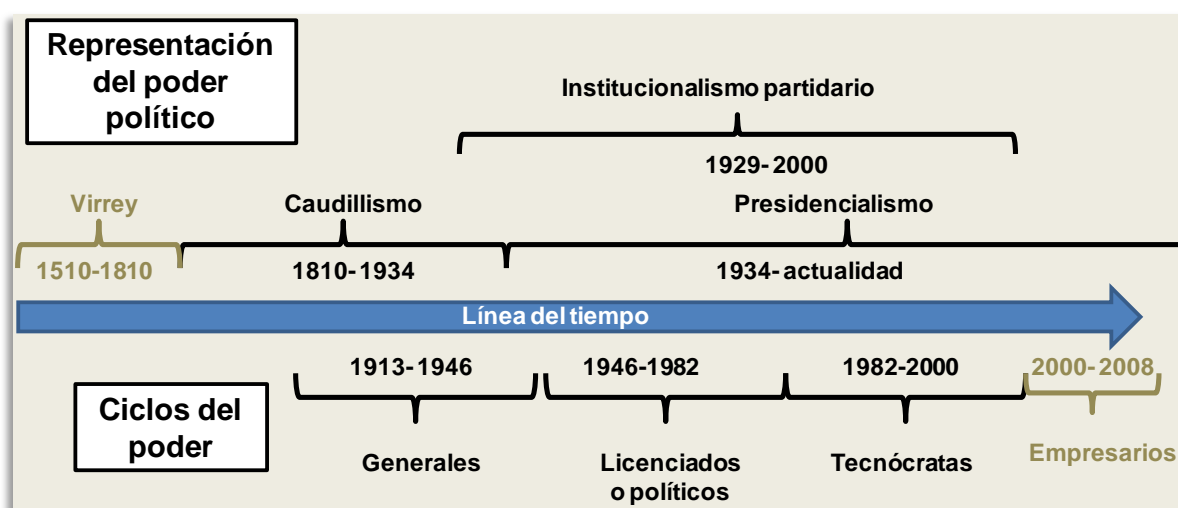 Representación
del poder
político
Institucionalismo partidario
1929-2000
Virrey
Caudillismo
Presidencialismo
1510-1810
1810-1934
1934-actualidad
Línea del tiempo
1913-1946
1946-1982
1982-2000
2000-2008
Ciclos del
poder
Generales
Licenciados
o políticos
Tecnócratas
Empresarios